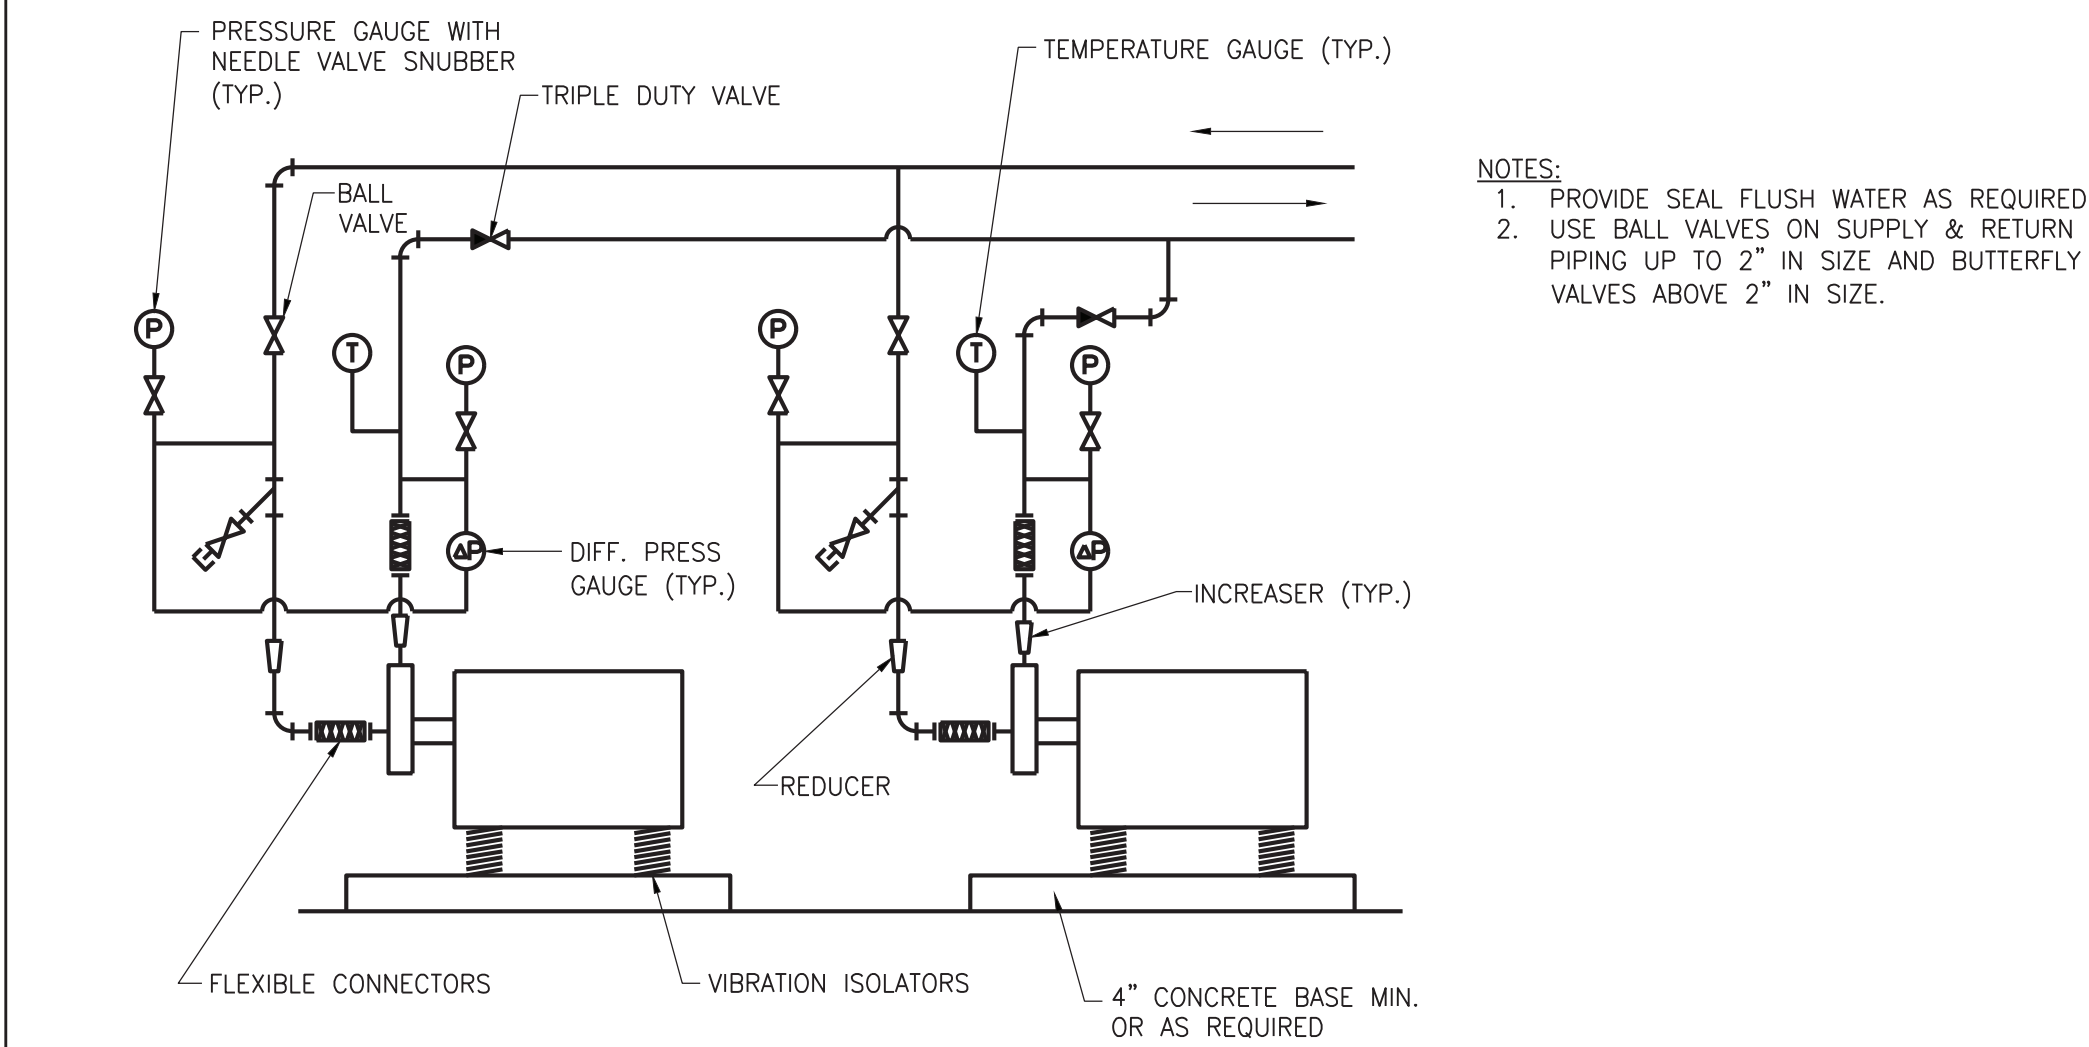 PRESSURE GAUGE WITH
NEEDLE VALVE SNUBBER
(TYP.)
TRIPLE DUTY VALVE
TEMPERATURE GAUGE (TYP.)
BALL
VALVE
NOTES:
1. PROVIDE SEAL FLUSH WATER AS REQUIRED
2. USE BALL VALVES ON SUPPLY & RETURN
PIPING UP TO 2" IN SIZE AND BUTTERFLY
VALVES ABOVE 2" IN SIZE.
P
T
P
P
T
P
ΔP
DIFF. PRESS
GAUGE (TYP.)
ΔP
INCREASER (TYP.)
REDUCER
FLEXIBLE CONNECTORS
VIBRATION ISOLATORS
4" CONCRETE BASE MIN.
OR AS REQUIRED